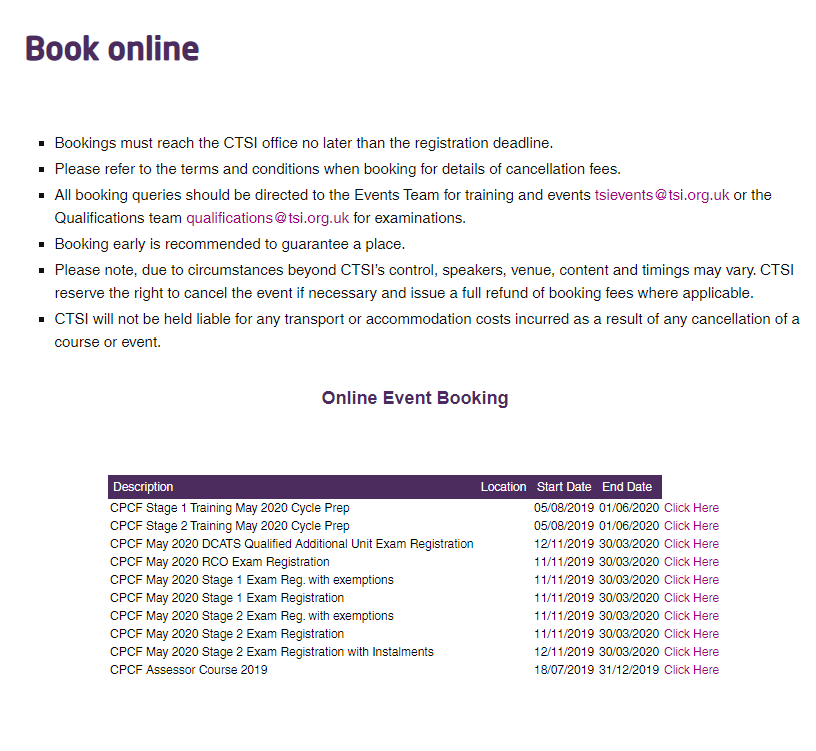 Book online
Bookings must reach the CTSI office no later than the registration deadline.
Please refer to the terms and conditions when booking for details of cancellation fees.
All booking queries should be directed to the Events Team for training and events tsievents@tsi.org.uk or the
Qualifications team qualifications@tsi.org.uk for examinations.
Booking early is recommended to guarantee a place.
Please note, due to circumstances beyond CTSI's control, speakers, venue, content and timings may vary. CTSI
reserve the right to cancel the event if necessary and issue a full refund of booking fees where applicable.
CTSI will not be held liable for any transport or accommodation costs incurred as a result of any cancellation of a
course or event.
Online Event Booking
Description Location Start Date End Date
CPCF Stage 1 Training May 2020 Cycle Prep 05/08/2019 01/06/2020 Click Here
CPCF Stage 2 Training May 2020 Cycle Prep 05/08/2019 01/06/2020 Click Here
CPCF May 2020 DCATS Qualified Additional Unit Exam Registration 12/11/2019 30/03/2020 Click Here
CPCF May 2020 RCO Exam Registration 11/11/2019 30/03/2020 Click Here
CPCF May 2020 Stage 1 Exam Reg. with exemptions 11/11/2019 30/03/2020 Click Here
CPCF May 2020 Stage 1 Exam Registration 11/11/2019 30/03/2020 Click Here
CPCF May 2020 Stage 2 Exam Reg. with exemptions 11/11/2019 30/03/2020 Click Here
CPCF May 2020 Stage 2 Exam Registration 11/11/2019 30/03/2020 Click Here
CPCF May 2020 Stage 2 Exam Registration with Instalments 12/11/2019 30/03/2020 Click Here
CPCF Assessor Course 2019 18/07/2019 31/12/2019 Click Here